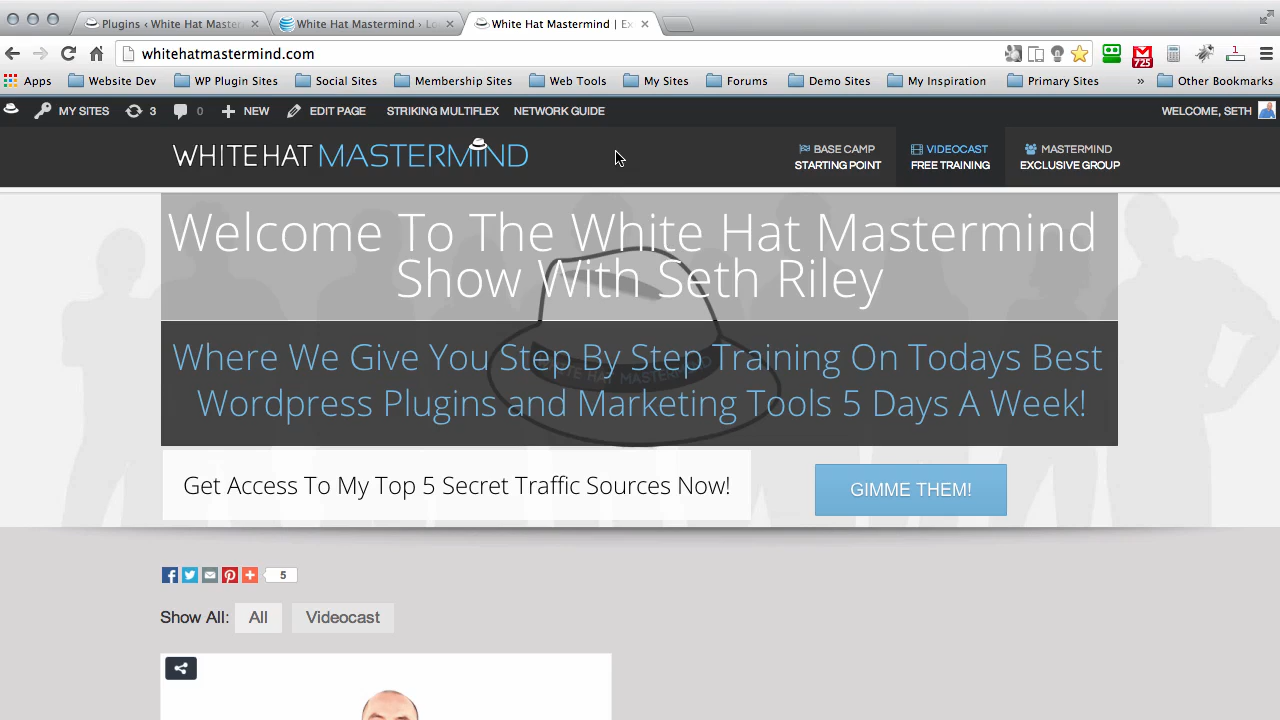 Plugins ‹ White Hat Master
White Hat Mastermind › Lo
White Hat Mastermind | Ex
whitehatmastermind.com
725
1
Apps Website Dev WP Plugin Sites Social Sites Membership Sites Web Tools My Sites Forums Demo Sites My Inspiration Primary Sites » Other Bookmarks
MY SITES 3 0 NEW EDIT PAGE STRIKING MULTIFLEX NETWORK GUIDE WELCOME, SETH
WHITE HAT MASTERMIND
BASE CAMP
STARTING POINT
VIDEOCAST
FREE TRAINING
MASTERMIND
EXCLUSIVE GROUP
Welcome To The White Hat Mastermind
Show With Seth Riley
Where We Give You Step By Step Training On Todays Best
Wordpress Plugins and Marketing Tools 5 Days A Week!
Get Access To My Top 5 Secret Traffic Sources Now!
GIMME THEM!
5
Show All: All Videocast